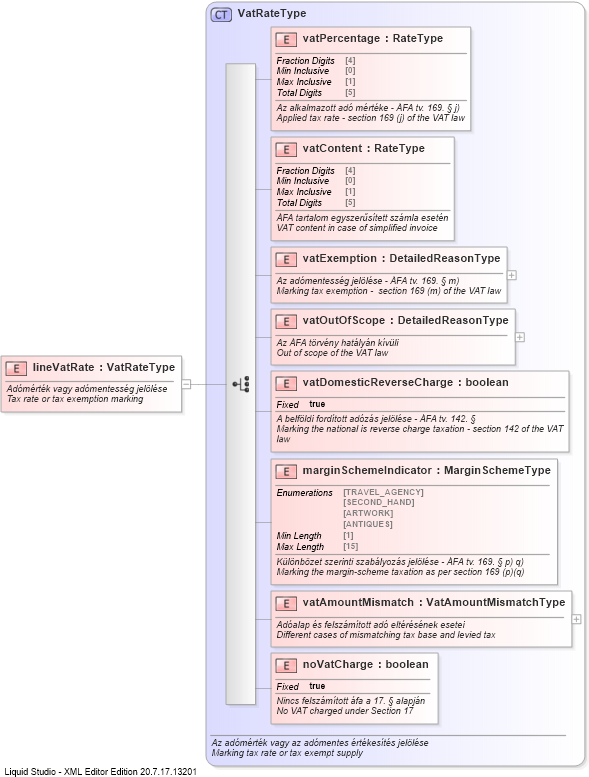 CT VatRateType
E vatPercentage : RateType
Fraction Digits [4]
Min Inclusive [0]
Max Inclusive [1]
Total Digits [5]
Az alkalmazott adó mértéke - ÁFA tv. 169. § j)
Applied tax rate - section 169 (j) of the VAT law
E vatContent : RateType
Fraction Digits [4]
Min Inclusive [0]
Max Inclusive [1]
Total Digits [5]
ÁFA tartalom egyszerűsített számla esetén
VAT content in case of simplified invoice
E vatExemption : DetailedReasonType
Az adómentesség jelölése - ÁFA tv. 169. § m)
Marking tax exemption - section 169 (m) of the VAT law
E vatOutOfScope : DetailedReasonType
Az ÁFA törvény hatályán kívüli
Out of scope of the VAT law
E lineVatRate : VatRateType
Adómérték vagy adómentesség jelölése
Tax rate or tax exemption marking
E vatDomesticReverseCharge : boolean
Fixed true
A belföldi fordított adózás jelölése - ÁFA tv. 142. §
Marking the national is reverse charge taxation - section 142 of the VAT
law
E marginSchemeIndicator : MarginSchemeType
Enumerations [TRAVEL_AGENCY]
[SECOND_HAND]
[ARTWORK]
[ANTIQUES]
Min Length [1]
Max Length [15]
Különbözet szerinti szabályozás jelölése - ÁFA tv. 169. § p) q)
Marking the margin-scheme taxation as per section 169 (p)(q)
E vatAmountMismatch : VatAmountMismatchType
Adóalap és felszámított adó eltérésének esetei
Different cases of mismatching tax base and levied tax
E noVatCharge : boolean
Fixed true
Nincs felszámított áfa a 17. § alapján
No VAT charged under Section 17
Az adómérték vagy az adómentes értékesítés jelölése
Marking tax rate or tax exempt supply
Liquid Studio - XML Editor Edition 20.7.17.13201